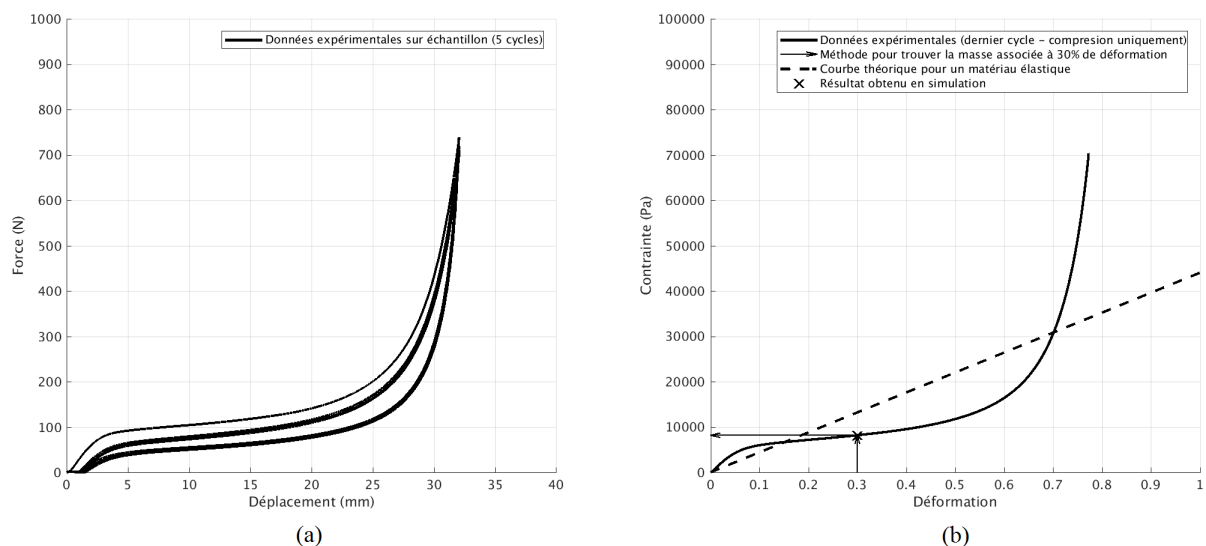 1000
900
800
700
600
500
400
300
200
100
0
Force (N)
Données expérimentales sur échantillon (5 cycles)
0 5 10 15 20 25 30 35 40
Déplacement (mm)
(a)
100000
90000
80000
70000
60000
50000
40000
30000
20000
10000
0
Contrainte (Pa)
Données expérimentales (dernier cycle - compresion uniquement)
Méthode pour trouver la masse associée à 30% de déformation
Courbe théorique pour un matériau élastique
Résultat obtenu en simulation
0 0.1 0.2 0.3 0.4 0.5 0.6 0.7 0.8 0.9 1
Déformation
(b)